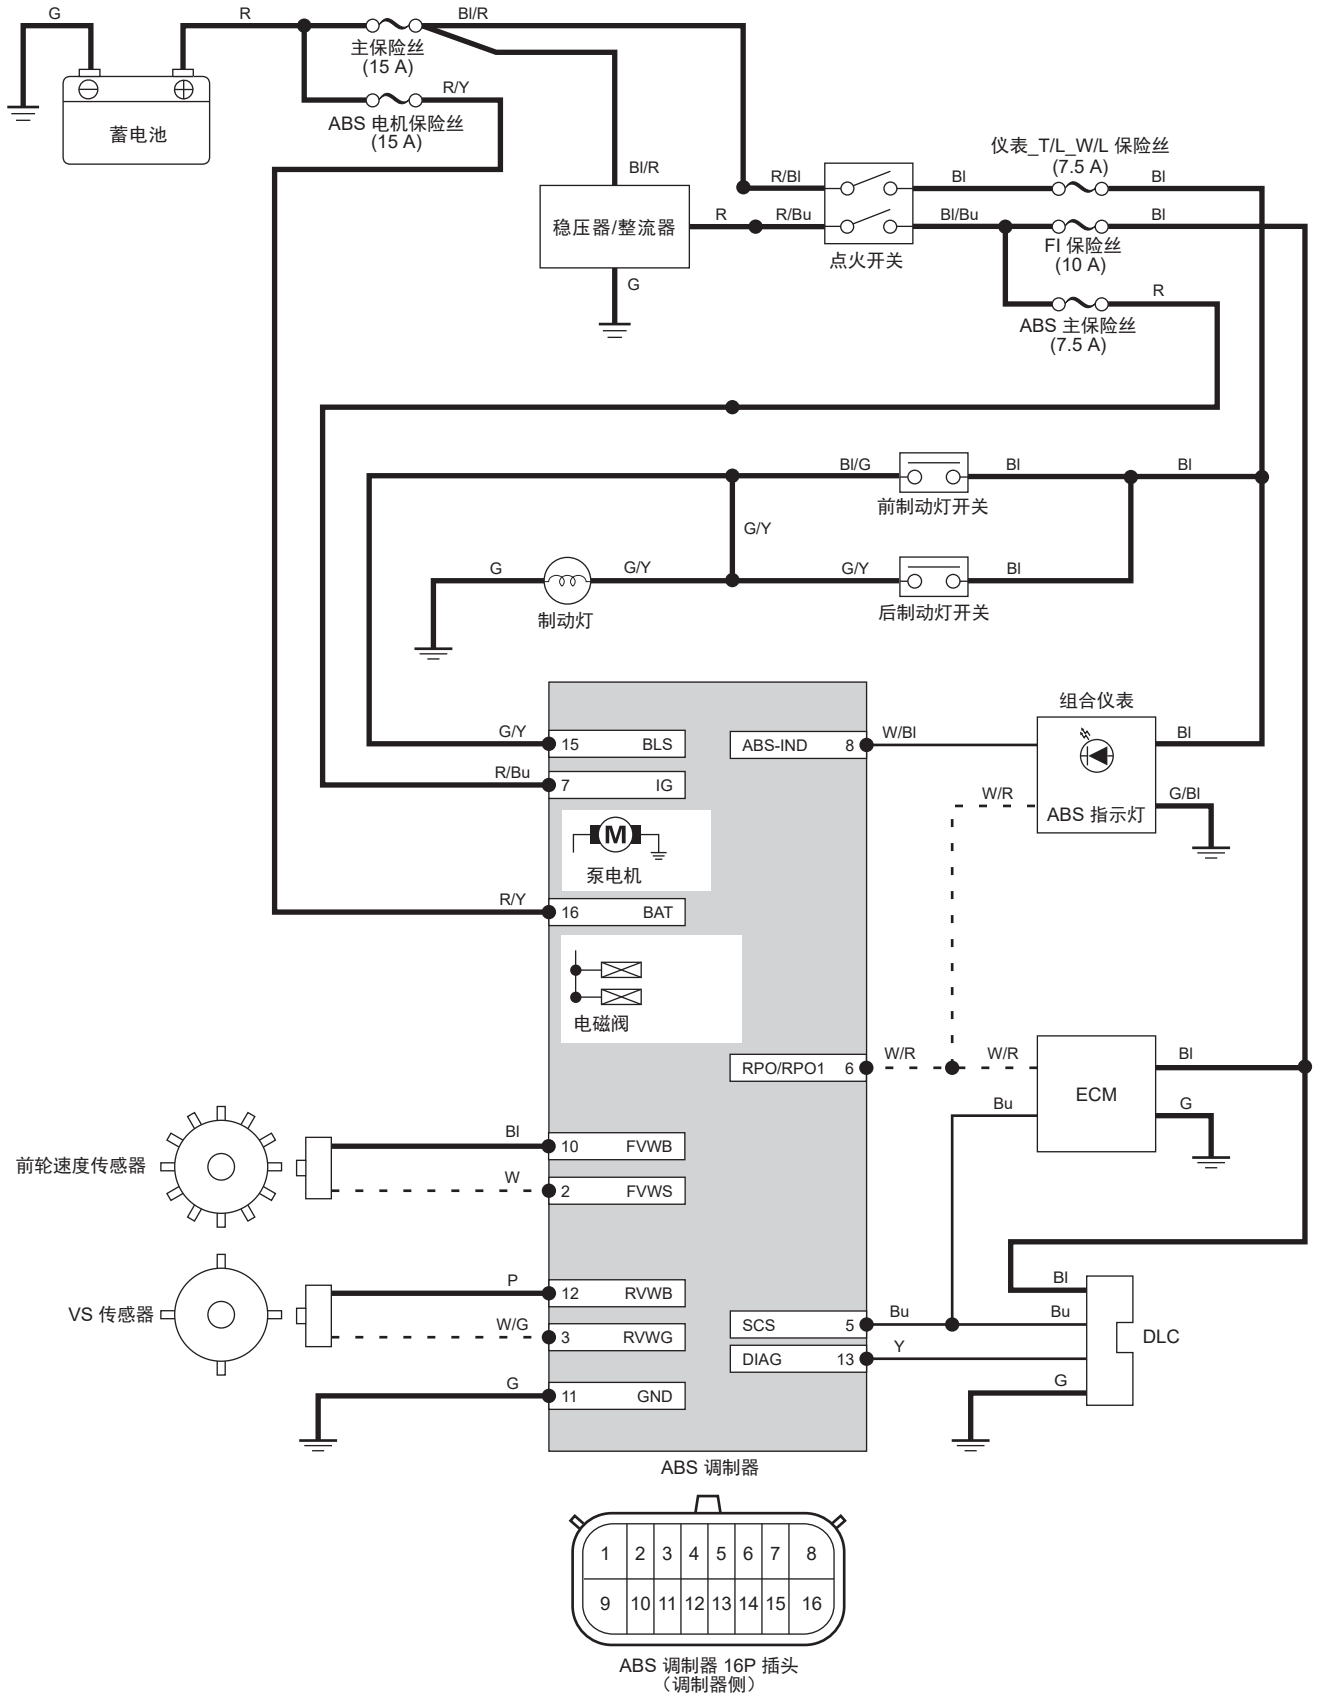 G
R
Bl/R
主保险丝
(15 A)
R/Y
ABS 电机保险丝
(15 A)
蓄电池
Bl/R
稳压器/整流器
G
R
R/Bl
R/Bu
点火开关
Bl
Bl/Bu
仪表_T/L_W/L 保险丝
(7.5 A)
Bl
Bl
FI 保险丝
(10 A)
R
ABS 主保险丝
(7.5 A)
Bl/G
Bl
Bl
前制动灯开关
G/Y
G
G/Y
G/Y
Bl
制动灯
后制动灯开关
组合仪表
G/Y
15 BLS
ABS-IND 8
W/Bl
Bl
R/Bu
7 IG
W/R
G/Bl
ABS 指示灯
M
泵电机
R/Y
16 BAT
电磁阀
RPO/RPO1 6
W/R
W/R
Bl
ECM
Bu
G
前轮速度传感器
Bl
10 FVWB
W
2 FVWS
VS 传感器
P
12 RVWB
W/G
3 RVWG
G
11 GND
SCS 5
Bu
DIAG 13
Y
Bl
Bu
DLC
G
ABS 调制器
1 2 3 4 5 6 7 8
9 10 11 12 13 14 15 16
ABS 调制器 16P 插头
（调制器侧）